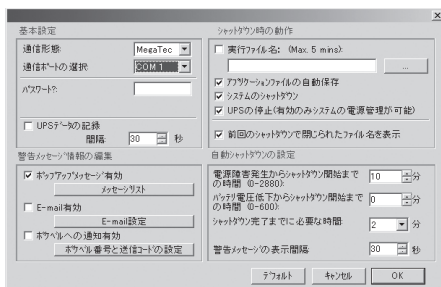 基本設定
通信形態: MegaTec
通信ポートの選択 COM 1
パスワード?:
UPSデータの記録
間隔: 30 秒
警告メッセージ情報の編集
ポップアップメッセージ有効
メッセージリスト
E-mail有効
E-mail設定
ポケベルへの通知有効
ポケベル番号と送信コードの設定
シャットダウン時の動作
実行ファイル名: (Max. 5 mins):
...
アプリケーションファイルの自動保存
システムのシャットダウン
UPSの停止(有効のみシステムの電源管理が可能)
前回のシャットダウンで閉じられたファイル名を表示
自動シャットダウンの設定
電源障害発生からシャットダウン開始まで 10 分
の時間 (0-2880):
バッテリ電圧低下からシャットダウン開始まで 0 分
の時間 (0-600):
シャットダウン完了までに必要な時間: 2 分
警告メッセージの表示間隔: 30 秒
デフォルト キャンセル OK